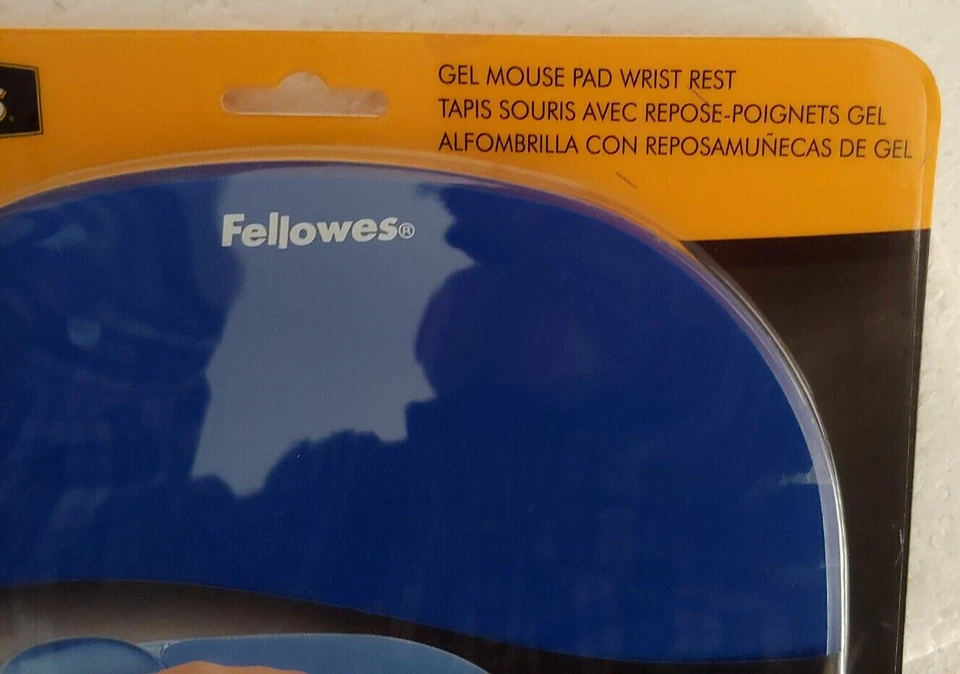 GEL MOUSE PAD WRIST REST
TAPIS SOURIS AVEC REPOSE-POIGNETS GEL
ALFOMBRILLA CON REPOSAMUÑECAS DE GEL
Fellowes®